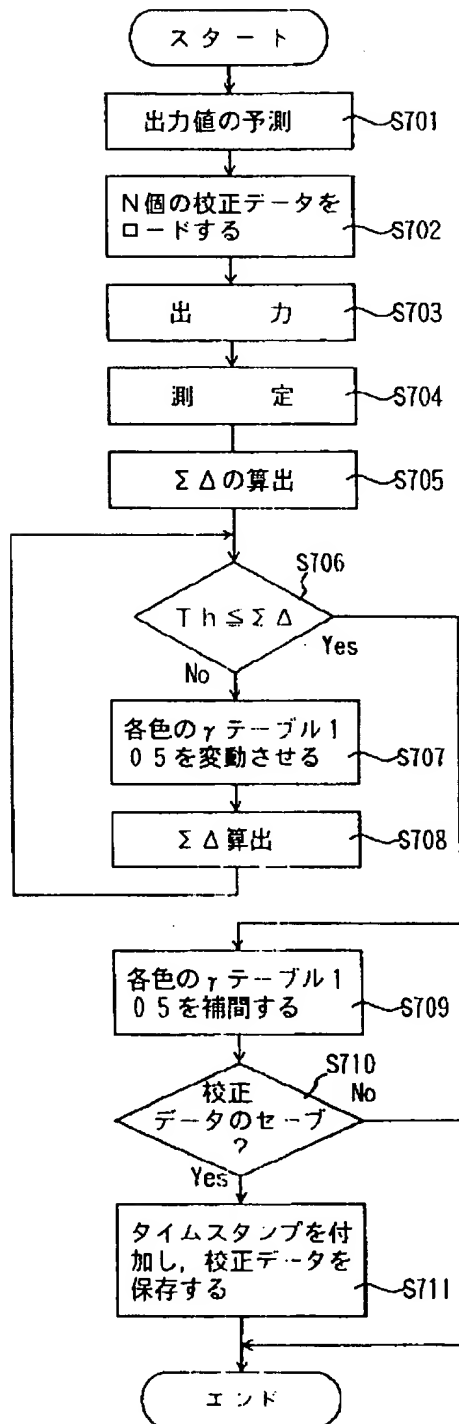 スタート
出力値の予測
S701
N個の校正データを
ロードする
S702
出 力
S703
測 定
S704
ΣΔの算出
S705
S706
Th≦ΣΔ
Yes
No
各色のγテーブル1
05を変動させる
S707
ΣΔ算出
S708
各色のγテーブル1
05を補間する
S709
S710
校正
No
データのセーブ
?
Yes
タイムスタンプを付
加し,校正データを
保存する
S711
エンド